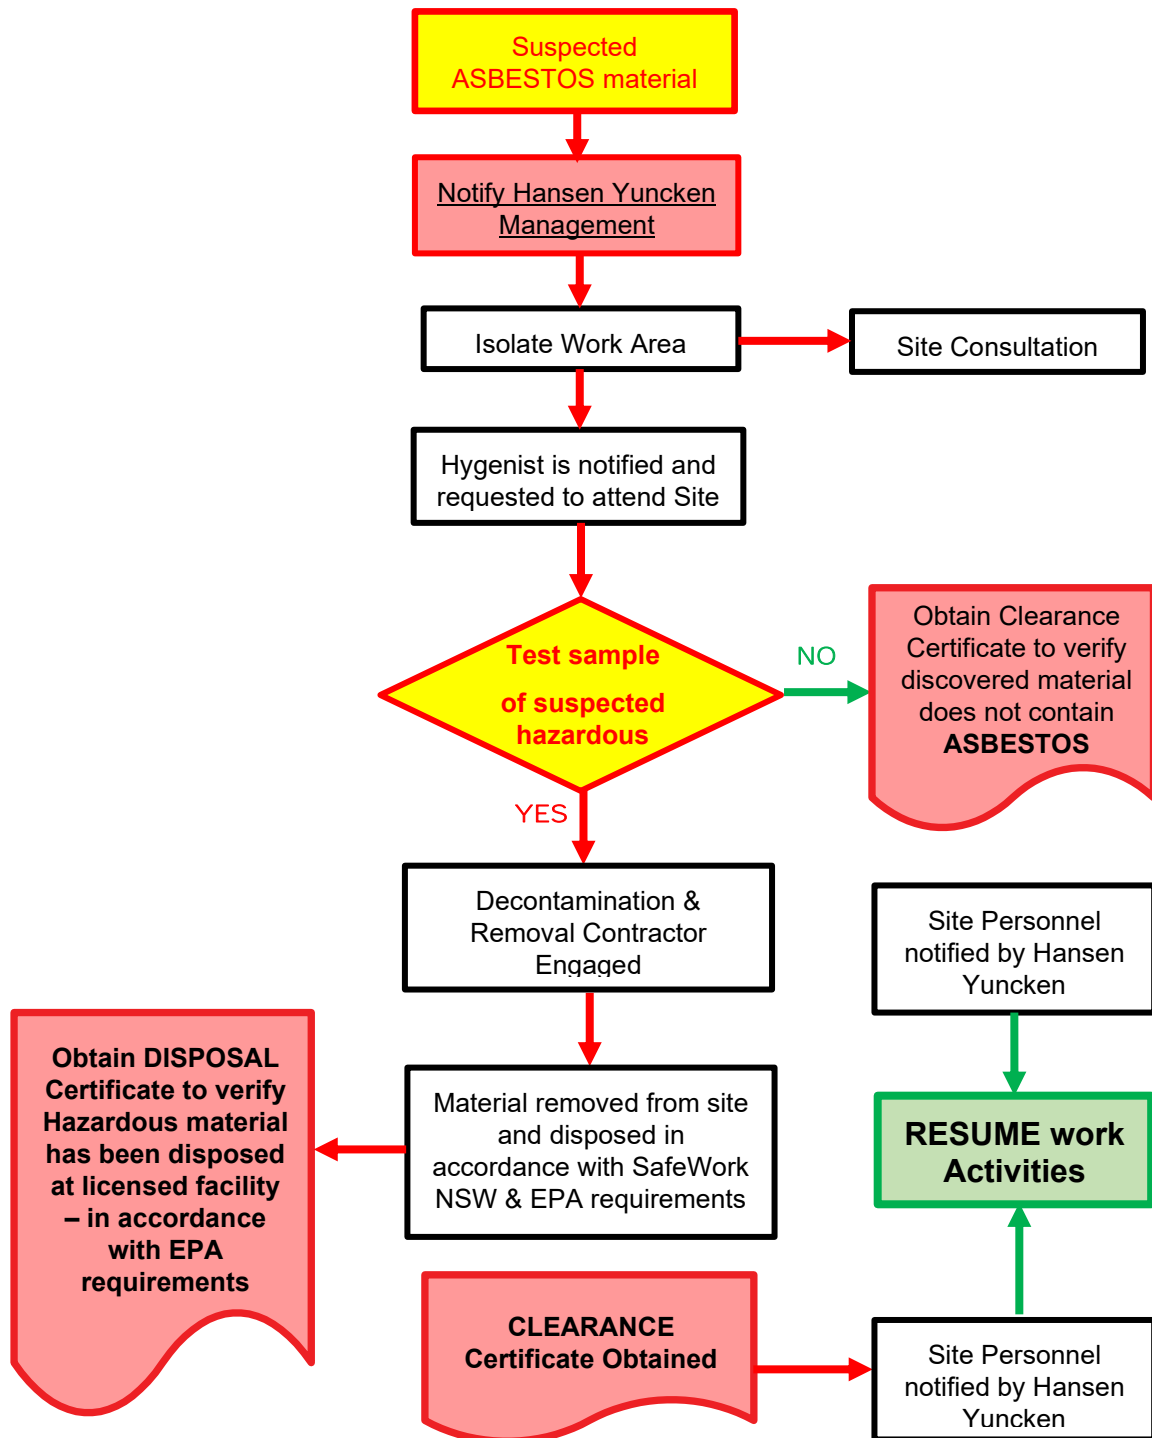 Suspected
ASBESTOS material
Notify Hansen Yuncken
Management
Isolate Work Area
Site Consultation
Hygenist is notified and
requested to attend Site
Test sample
of suspected
hazardous
NO
Obtain Clearance
Certificate to verify
discovered material
does not contain
ASBESTOS
YES
Decontamination &
Removal Contractor
Engaged
Site Personnel
notified by Hansen
Yuncken
Obtain DISPOSAL
Certificate to verify
Hazardous material
has been disposed
at licensed facility
– in accordance
with EPA
requirements
Material removed from site
and disposed in
accordance with SafeWork
NSW & EPA requirements
RESUME work
Activities
CLEARANCE
Certificate Obtained
Site Personnel
notified by Hansen
Yuncken